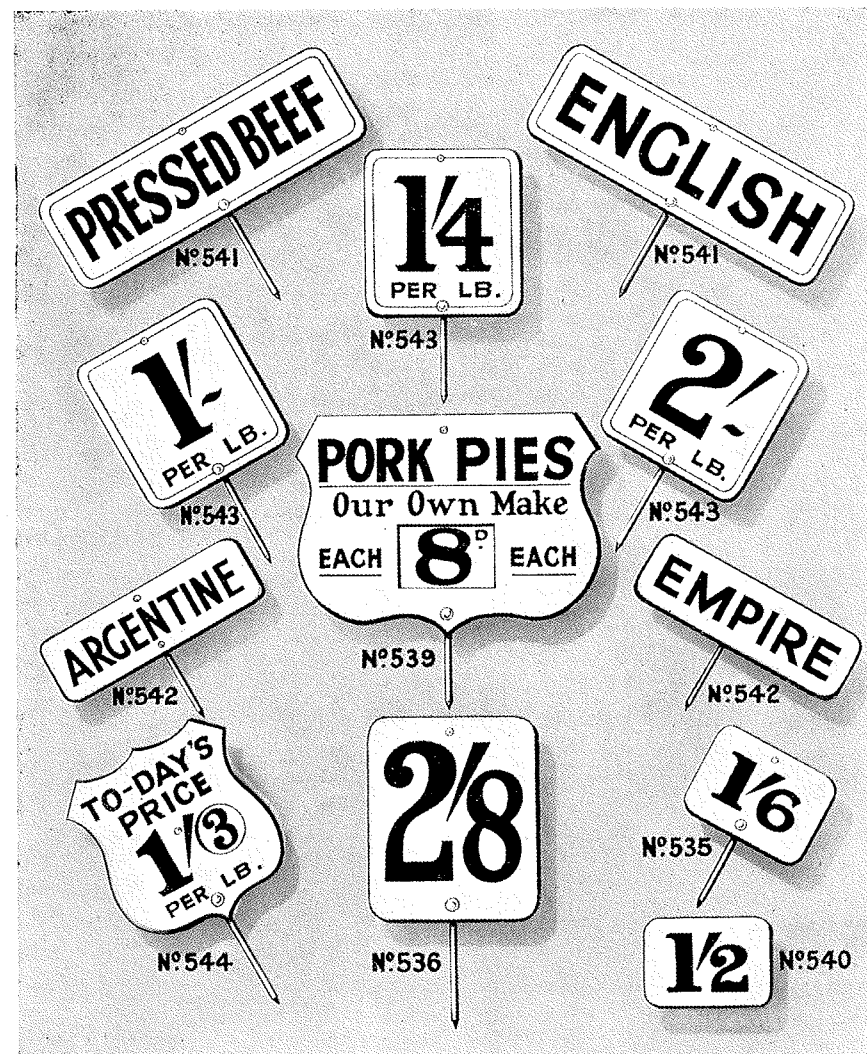 PRESSED BEEF
Nº541
ENGLISH
Nº541
1/4
PER LB.
Nº543
1/-
PER LB.
Nº543
2/-
PER LB.
Nº543
PORK PIES
Our Own Make
EACH 8D. EACH
Nº539
ARGENTINE
Nº542
EMPIRE
Nº542
TO-DAY'S
PRICE
1/3
PER LB.
Nº544
2/8
Nº536
1/6
Nº535
1/2
Nº540